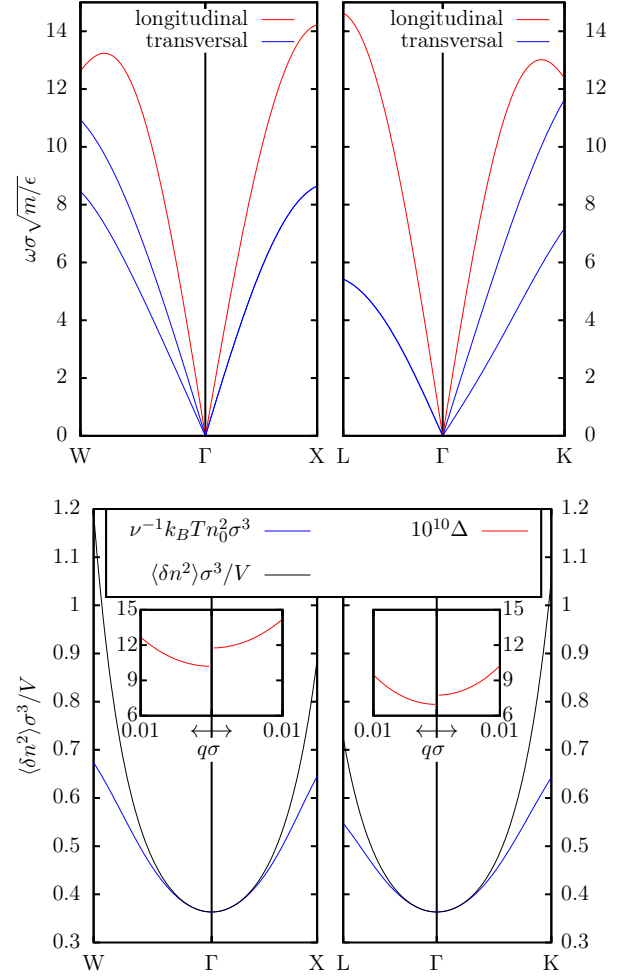 longitudinal
transversal
longitudinal
transversal
14
12
10
8
6
4
2
0
14
12
10
8
6
4
2
0
ωσ√m/ϵ
W Γ X L Γ K
ν⁻¹k_BTn₀²σ³
10¹⁰Δ
⟨δn²⟩σ³/V
1.2
1.1
1
0.9
0.8
0.7
0.6
0.5
0.4
0.3
1.2
1.1
1
0.9
0.8
0.7
0.6
0.5
0.4
0.3
15
12
9
6
0.01 ⟷ 0.01
qσ
15
12
9
6
0.01 ⟷ 0.01
qσ
⟨δn²⟩σ³/V
W Γ X L Γ K